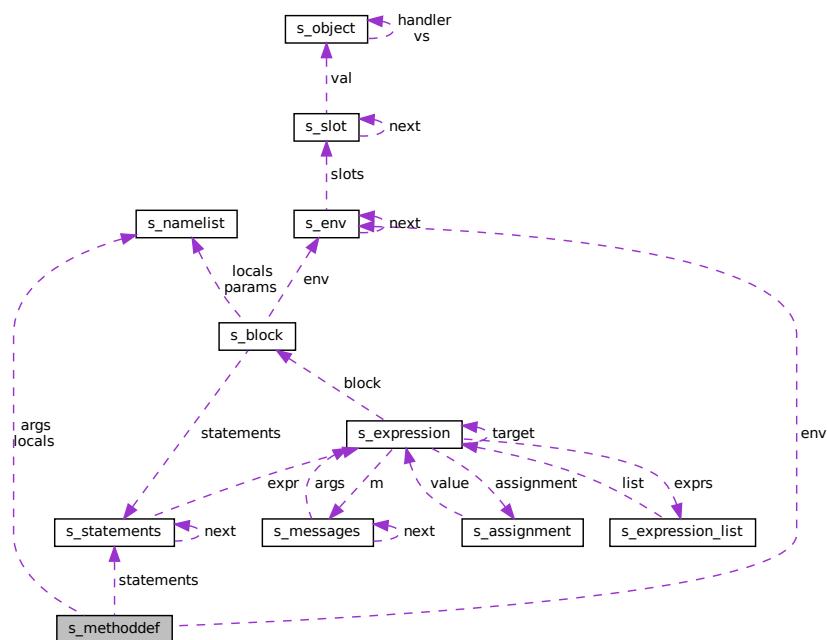 s_object
handler
vs
val
s_slot
next
slots
s_namelist
s_env
next
locals
params
env
s_block
block
args
locals
statements
s_expression
target
env
expr
args
m
value
assignment
list
exprs
s_statements
next
s_messages
next
s_assignment
s_expression_list
statements
s_methoddef